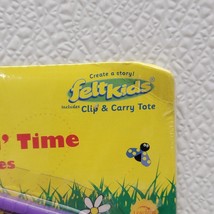 Create a story!
feltkids
includes Clip & Carry Tote
' Time
es